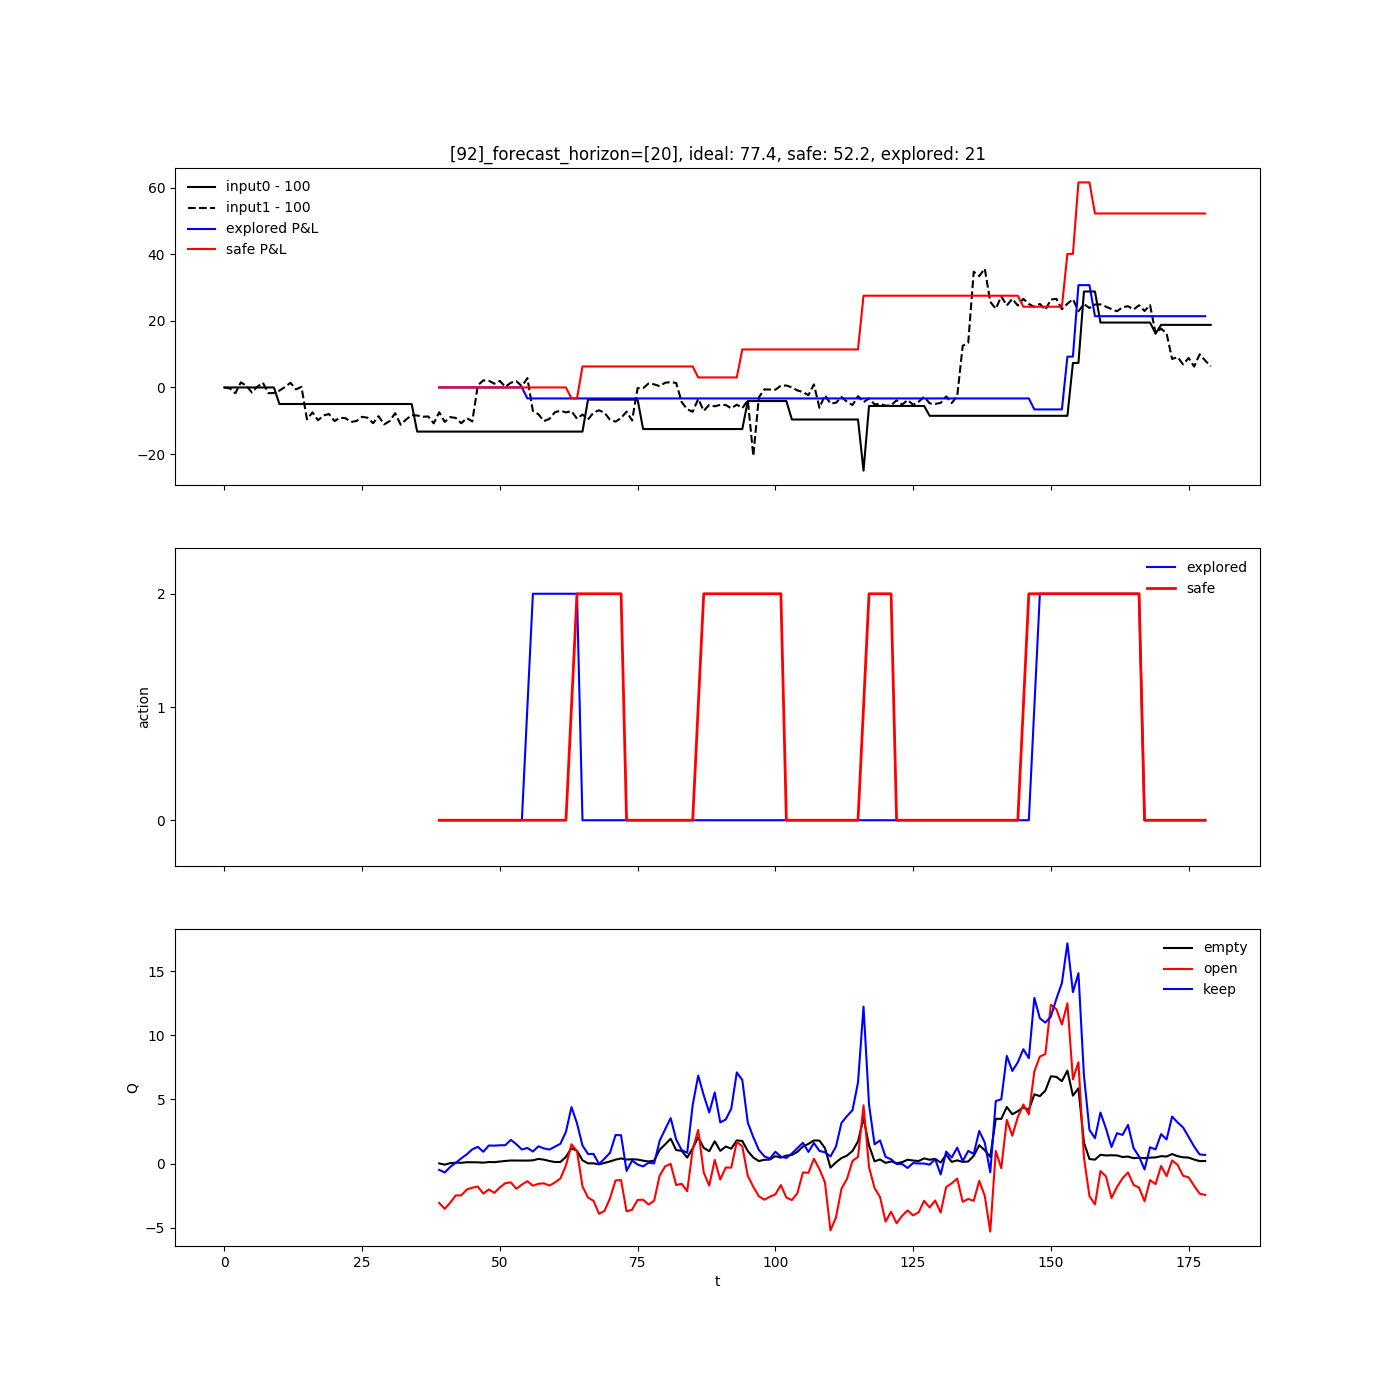 [92]_forecast_horizon=[20], ideal: 77.4, safe: 52.2, explored: 21
input0 - 100
input1 - 100
explored P&L
safe P&L
60
40
20
0
−20
explored
safe
2
1
0
action
empty
open
keep
15
10
5
0
−5
Q
0 25 50 75 100 125 150 175
t